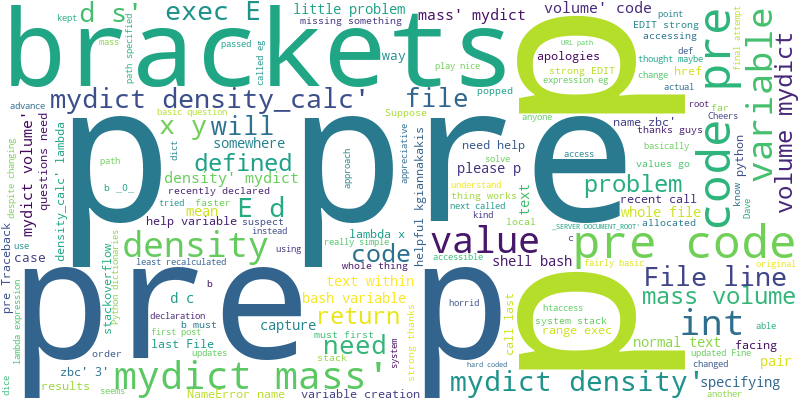 d s'
exec E
little problem
mass' mydict
volume' code
missing something
kept
path specified
brackets
mass
passed
called eg
way
play nice
popped
EDIT strong
accessing
point
def
URL path
apologies
strong EDIT
expression eg
thought maybe
change
href
actual
g
pre
code
variable
final attempt
volume mydict
advance
mydict density_calc'
file
root
far
Cheers
python
know
Dave
despite changing
mydict volume'
questions need
density_calc' lambda
p
pre
basic question
x y
will
somewhere
Suppose
anyone
name zbc'
thanks guys
basically
values go
dict
approach
appreciative
helpful kgiannakakis
need help
solve
please p
access
path
defined
density' mydict
recently declared
b _O_
tried
faster
mean
suspect
instead
E d
understand
thing works
next called
kind
text
local
problem
recent call
whole file
allocated
_SERVER DOCUMENT_ROOT'
use
case
pre Traceback
stackoverflow
Python dictionaries
help variable
density
lambda x
really simple
using
code
value
accessible
shell bash
c
pre code
fairly basic
original
least recalculated
whole thing
File line
lambda expression
pre
b
d c
declaration
b must
first post
last File
updates
order
text within
bash variable
return
capture
must first
need
stack
system
strong thanks
p
horrid
call last
g
htaccess
system stack
range exec
mass volume
int
able
facing
normal text
updated Fine
changed
pair
specifying
another
dice
zbc' 3'
results
seems
mydict mass'
NameError name
variable creation
hard coded
mydict density'